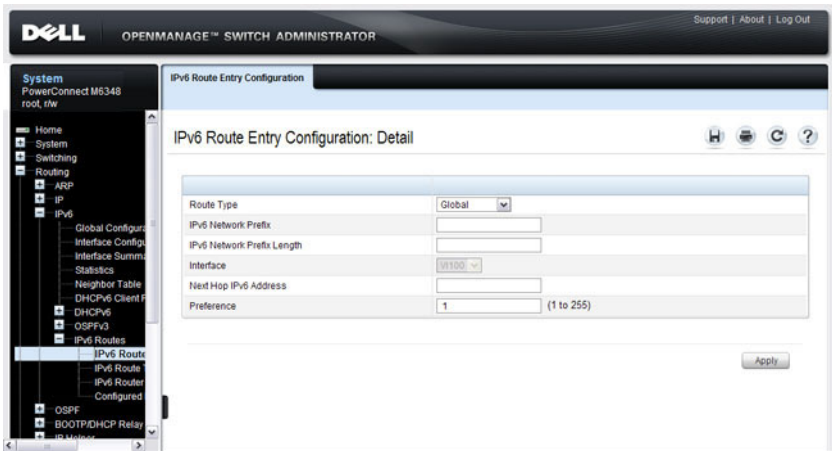 Support | About | Log Out
DELL
OPENMANAGE™ SWITCH ADMINISTRATOR
System
PowerConnect M6348
root, r/w
IPv6 Route Entry Configuration
Home
System
Switching
Routing
ARP
IP
IPv6
Global Configura
Interface Configu
Interface Summa
Statistics
Neighbor Table
DHCPv6 Client F
DHCPv6
OSPFv3
IPv6 Routes
IPv6 Route
IPv6 Route T
IPv6 Router
Configured
OSPF
BOOTP/DHCP Relay
IP Helper
IPv6 Route Entry Configuration: Detail
Route Type Global
IPv6 Network Prefix
IPv6 Network Prefix Length
Interface Vl100
Next Hop IPv6 Address
Preference 1 (1 to 255)
Apply